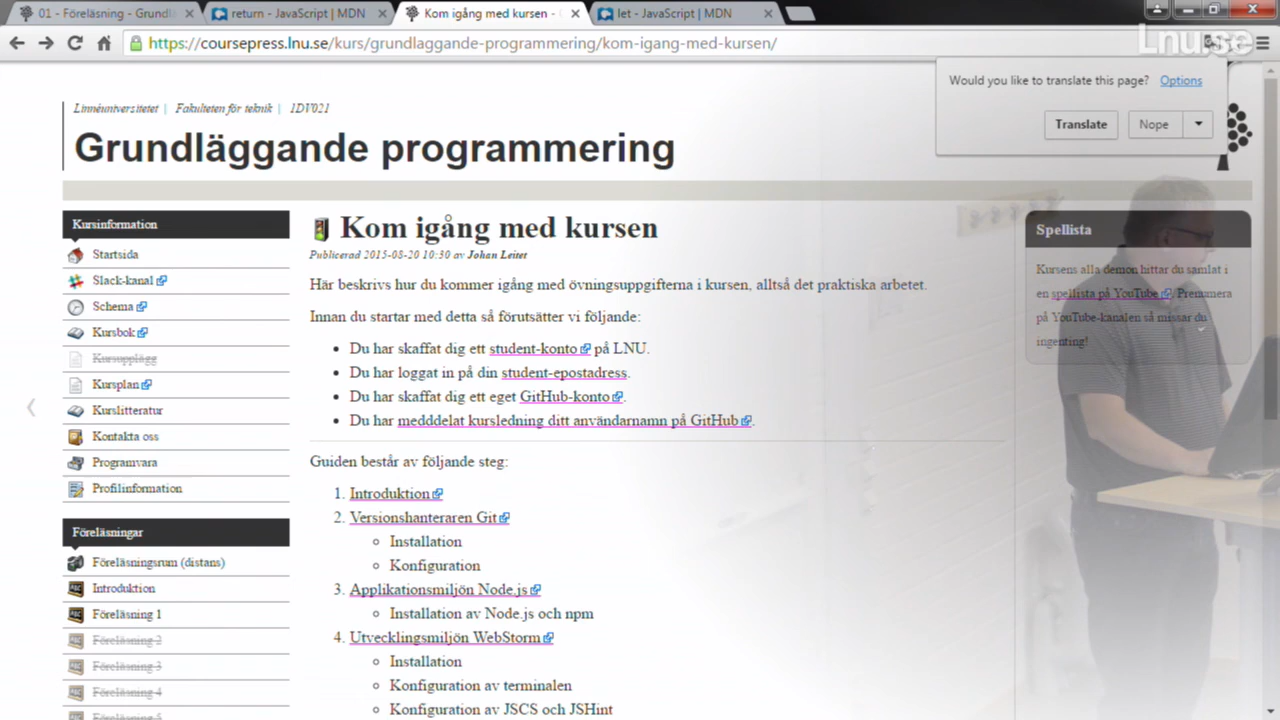 01 - Föreläsning - Grundl
return - JavaScript | MDN
Kom igång med kursen -
let - JavaScript | MDN
https://coursepress.lnu.se/kurs/grundlaggande-programmering/kom-igang-med-kursen/
Lnu.se
Would you like to translate this page? Options
Translate
Nope
Linnéuniversitetet | Fakulteten för teknik | 1DV021
Grundläggande programmering
Kursinformation
Startsida
Slack-kanal
Schema
Kursbok
Kursupplägg
Kursplan
Kurslitteratur
Kontakta oss
Programvara
Profilinformation
Föreläsningar
Föreläsningsrum (distans)
Introduktion
Föreläsning 1
Föreläsning 2
Föreläsning 3
Föreläsning 4
Föreläsning 5
Kom igång med kursen
Publicerad 2015-08-20 10:30 av Johan Leitet
Här beskrivs hur du kommer igång med övningsuppgifterna i kursen, alltså det praktiska arbetet.
Innan du startar med detta så förutsätter vi följande:
Du har skaffat dig ett student-konto på LNU.
Du har loggat in på din student-epostadress.
Du har skaffat dig ett eget GitHub-konto.
Du har medddelat kursledning ditt användarnamn på GitHub.
Guiden består av följande steg:
1. Introduktion
2. Versionshanteraren Git
Installation
Konfiguration
3. Applikationsmiljön Node.js
Installation av Node.js och npm
4. Utvecklingsmiljön WebStorm
Installation
Konfiguration av terminalen
Konfiguration av JSCS och JSHint
Spellista
Kursens alla demon hittar du samlat i
en spellista på YouTube. Prenumera
på YouTube-kanalen så missar du
ingenting!